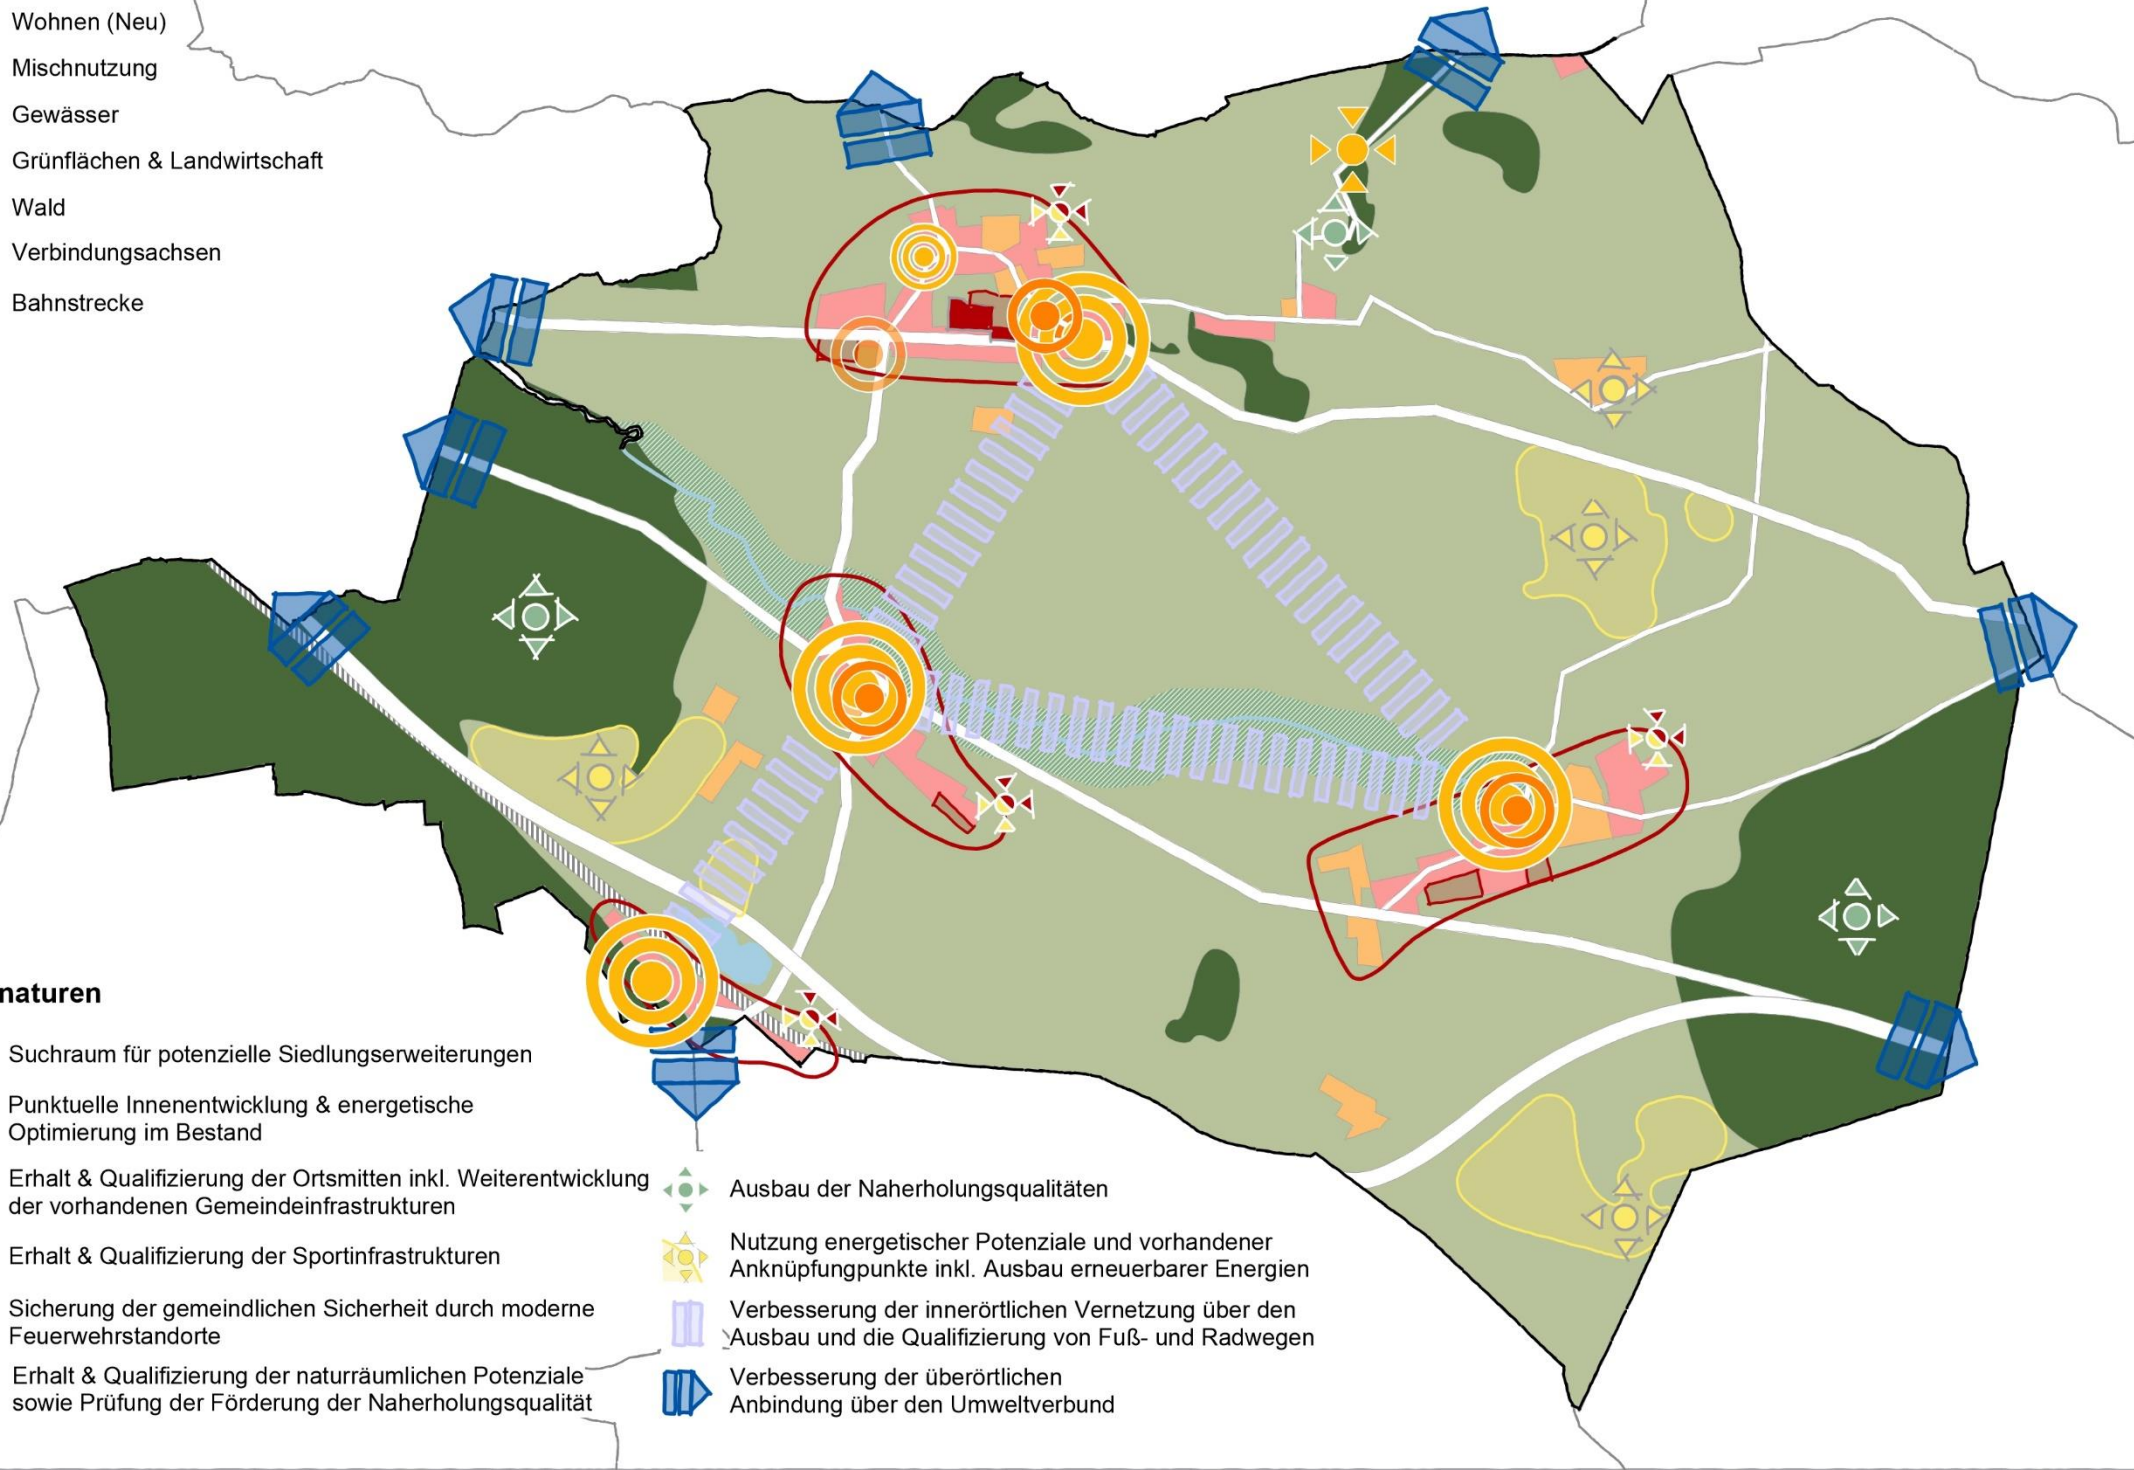 Wohnen (Neu)
Mischnutzung
Gewässer
Grünflächen & Landwirtschaft
Wald
Verbindungsachsen
Bahnstrecke
naturen
Suchraum für potenzielle Siedlungserweiterungen
Punktuelle Innenentwicklung & energetische
Optimierung im Bestand
Erhalt & Qualifizierung der Ortsmitten inkl. Weiterentwicklung
der vorhandenen Gemeindeinfrastrukturen
Erhalt & Qualifizierung der Sportinfrastrukturen
Sicherung der gemeindlichen Sicherheit durch moderne
Feuerwehrstandorte
Erhalt & Qualifizierung der naturräumlichen Potenziale
sowie Prüfung der Förderung der Naherholungsqualität
Ausbau der Naherholungsqualitäten
Nutzung energetischer Potenziale und vorhandener
Anknüpfungpunkte inkl. Ausbau erneuerbarer Energien
Verbesserung der innerörtlichen Vernetzung über den
Ausbau und die Qualifizierung von Fuß- und Radwegen
Verbesserung der überörtlichen
Anbindung über den Umweltverbund